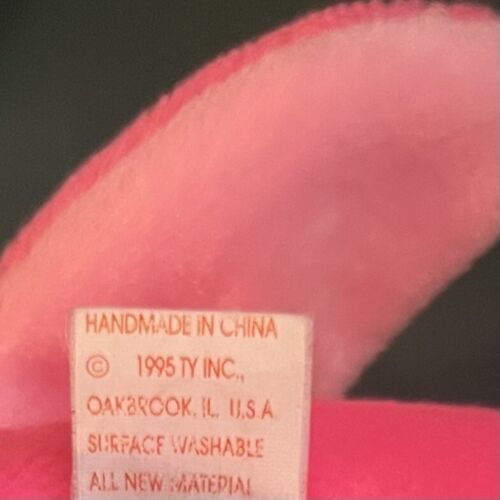 HANDMADE IN CHINA
© 1995 TY INC.,
OAKBROOK, IL. U.S.A.
SURFACE WASHABLE
ALL NEW MATERIAL